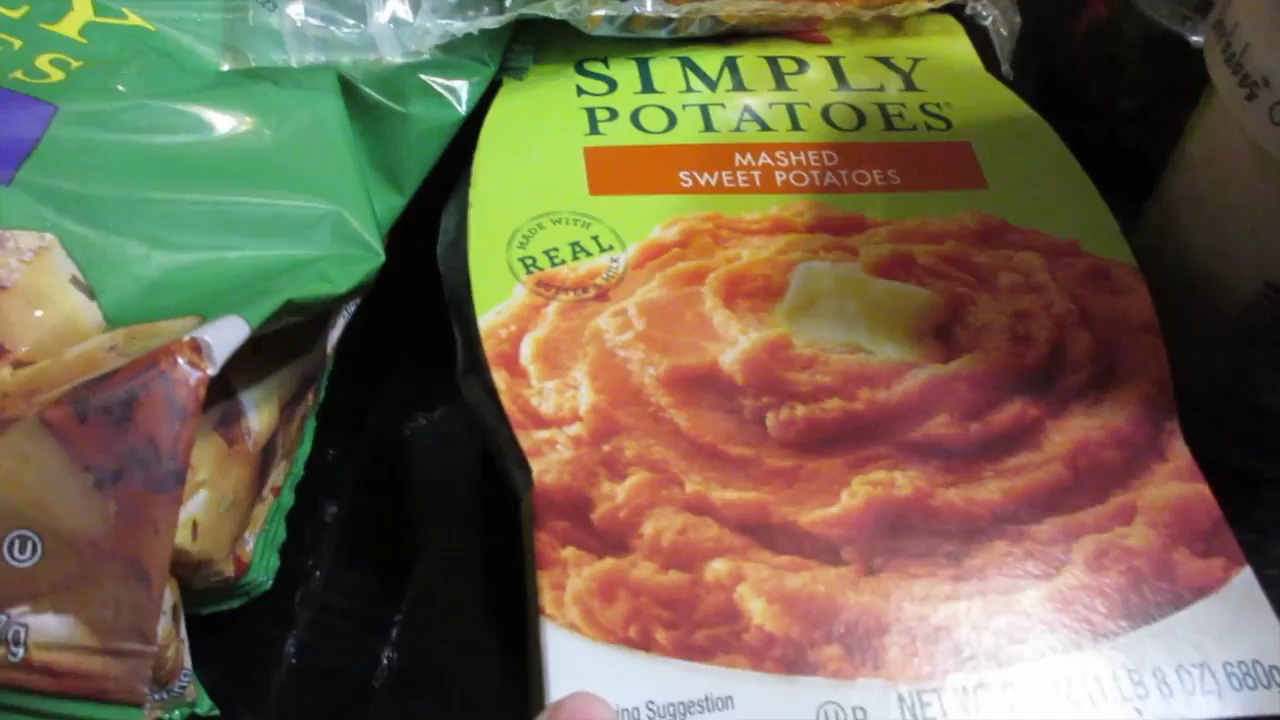 SIMPLY
POTATOES
MASHED
SWEET POTATOES
MADE WITH
REAL
U
Suggestion
U
NET
(1 LB 8 OZ) 680g